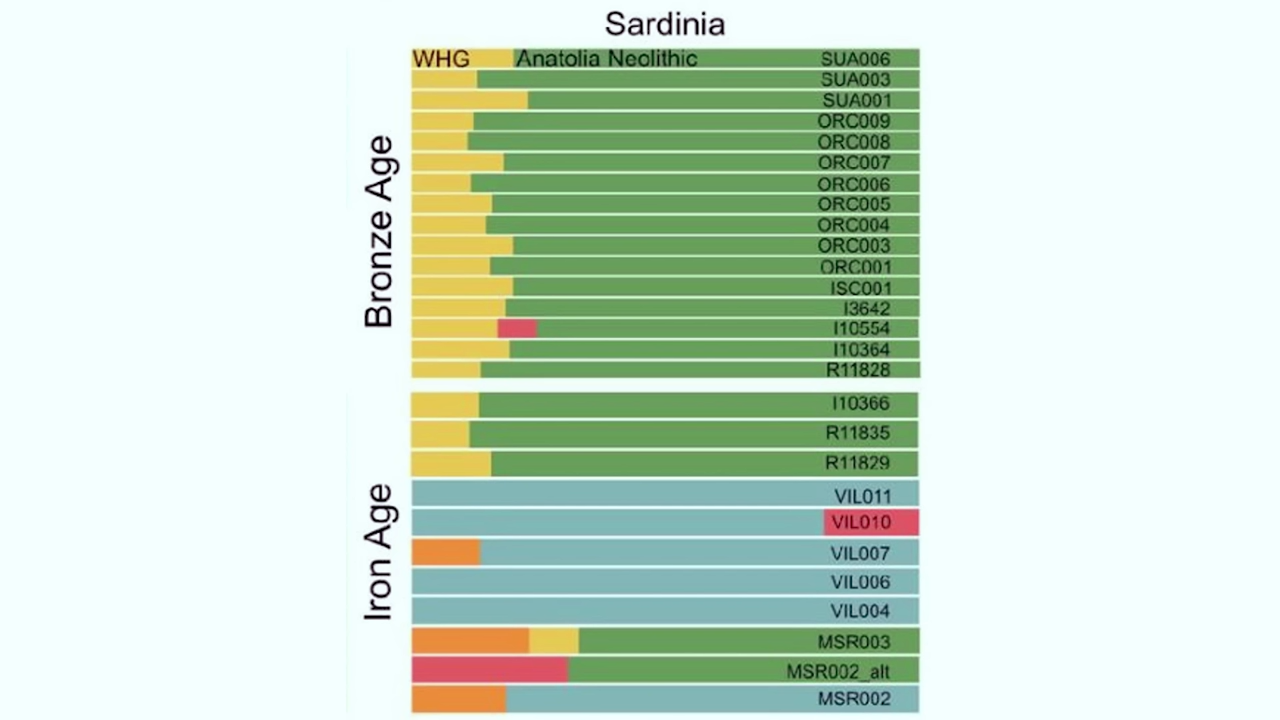 Sardinia
Bronze Age
WHG Anatolia Neolithic SUA006
SUA003
SUA001
ORC009
ORC008
ORC007
ORC006
ORC005
ORC004
ORC003
ORC001
ISC001
I3642
I10554
I10364
R11828
Iron Age
I10366
R11835
R11829
VIL011
VIL010
VIL007
VIL006
VIL004
MSR003
MSR002_alt
MSR002